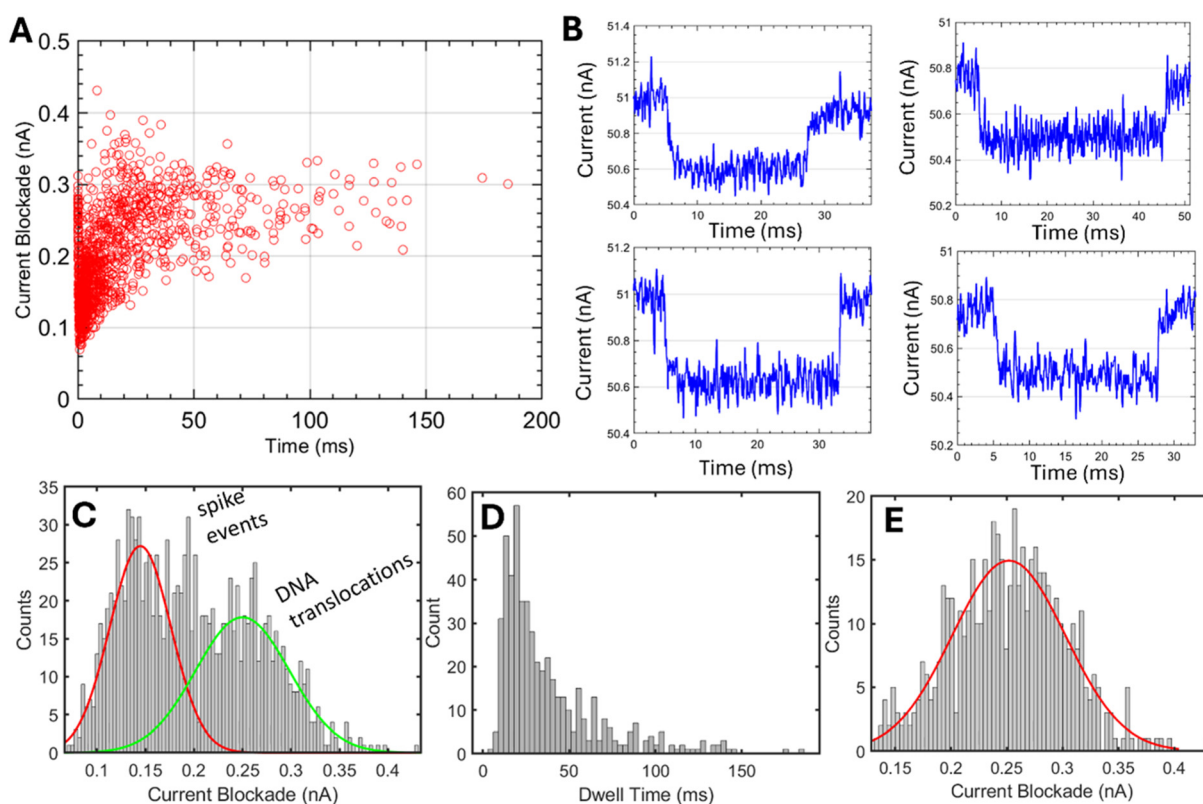 A
0.5
0.4
0.3
0.2
0.1
0
0 50 100 150 200
Current Blockade (nA)
Time (ms)
B
51.4
51.2
51
50.8
50.6
50.4
0 10 20 30
Current (nA)
Time (ms)
51
50.8
50.6
50.4
50.2
0 10 20 30 40 50
Current (nA)
Time (ms)
51.2
51
50.8
50.6
50.4
0 10 20 30
Current (nA)
Time (ms)
51
50.8
50.6
50.4
50.2
0 5 10 15 20 25 30
Current (nA)
Time (ms)
C
spike
events
DNA
translocations
35
30
25
20
15
10
5
0
0.1 0.15 0.2 0.25 0.3 0.35 0.4
Counts
Current Blockade (nA)
D
60
50
40
30
20
10
0
0 50 100 150
Count
Dwell Time (ms)
E
20
15
10
5
0
0.15 0.2 0.25 0.3 0.35 0.4
Counts
Current Blockade (nA)